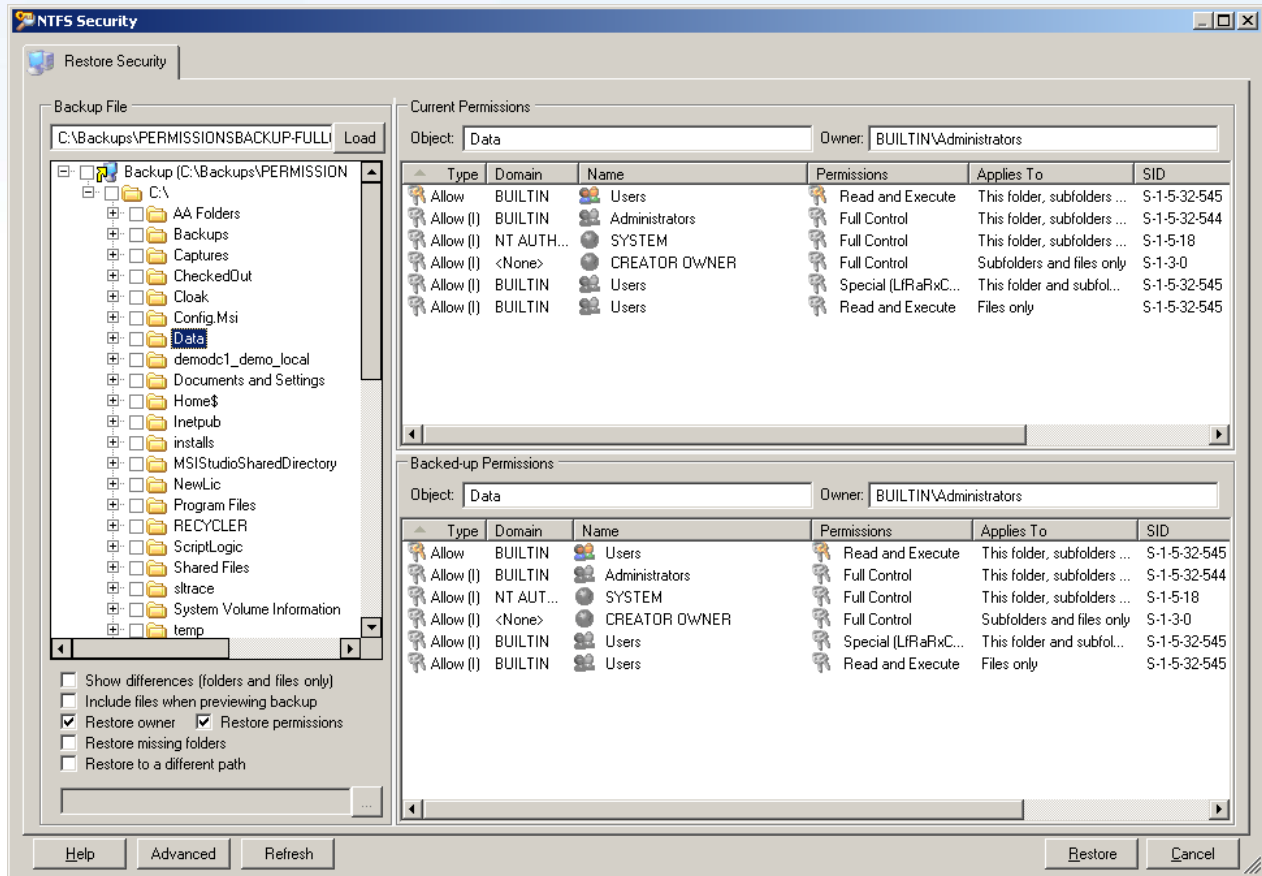 NTFS Security
Restore Security
Backup File
C:\Backups\PERMISSIONSBACKUP-FULL
Load
Backup (C:\Backups\PERMISSION
C:\
AA Folders
Backups
Captures
CheckedOut
Cloak
Config.Msi
Data
demodc1_demo_local
Documents and Settings
Home$
Inetpub
installs
MSIStudioSharedDirectory
NewLic
Program Files
RECYCLER
ScriptLogic
Shared Files
sltrace
System Volume Information
temp
Show differences (folders and files only)
Include files when previewing backup
Restore owner Restore permissions
Restore missing folders
Restore to a different path
...
Current Permissions
Object: Data Owner: BUILTIN\Administrators
Type Domain Name Permissions Applies To SID
Allow BUILTIN Users Read and Execute This folder, subfolders ... S-1-5-32-545
Allow (I) BUILTIN Administrators Full Control This folder, subfolders ... S-1-5-32-544
Allow (I) NT AUTH... SYSTEM Full Control This folder, subfolders ... S-1-5-18
Allow (I) <None> CREATOR OWNER Full Control Subfolders and files only S-1-3-0
Allow (I) BUILTIN Users Special (LfRaRxC... This folder and subfol... S-1-5-32-545
Allow (I) BUILTIN Users Read and Execute Files only S-1-5-32-545
Backed-up Permissions
Object: Data Owner: BUILTIN\Administrators
Type Domain Name Permissions Applies To SID
Allow BUILTIN Users Read and Execute This folder, subfolders ... S-1-5-32-545
Allow (I) BUILTIN Administrators Full Control This folder, subfolders ... S-1-5-32-544
Allow (I) NT AUT... SYSTEM Full Control This folder, subfolders ... S-1-5-18
Allow (I) <None> CREATOR OWNER Full Control Subfolders and files only S-1-3-0
Allow (I) BUILTIN Users Special (LfRaRxC... This folder and subfol... S-1-5-32-545
Allow (I) BUILTIN Users Read and Execute Files only S-1-5-32-545
Help Advanced Refresh Restore Cancel